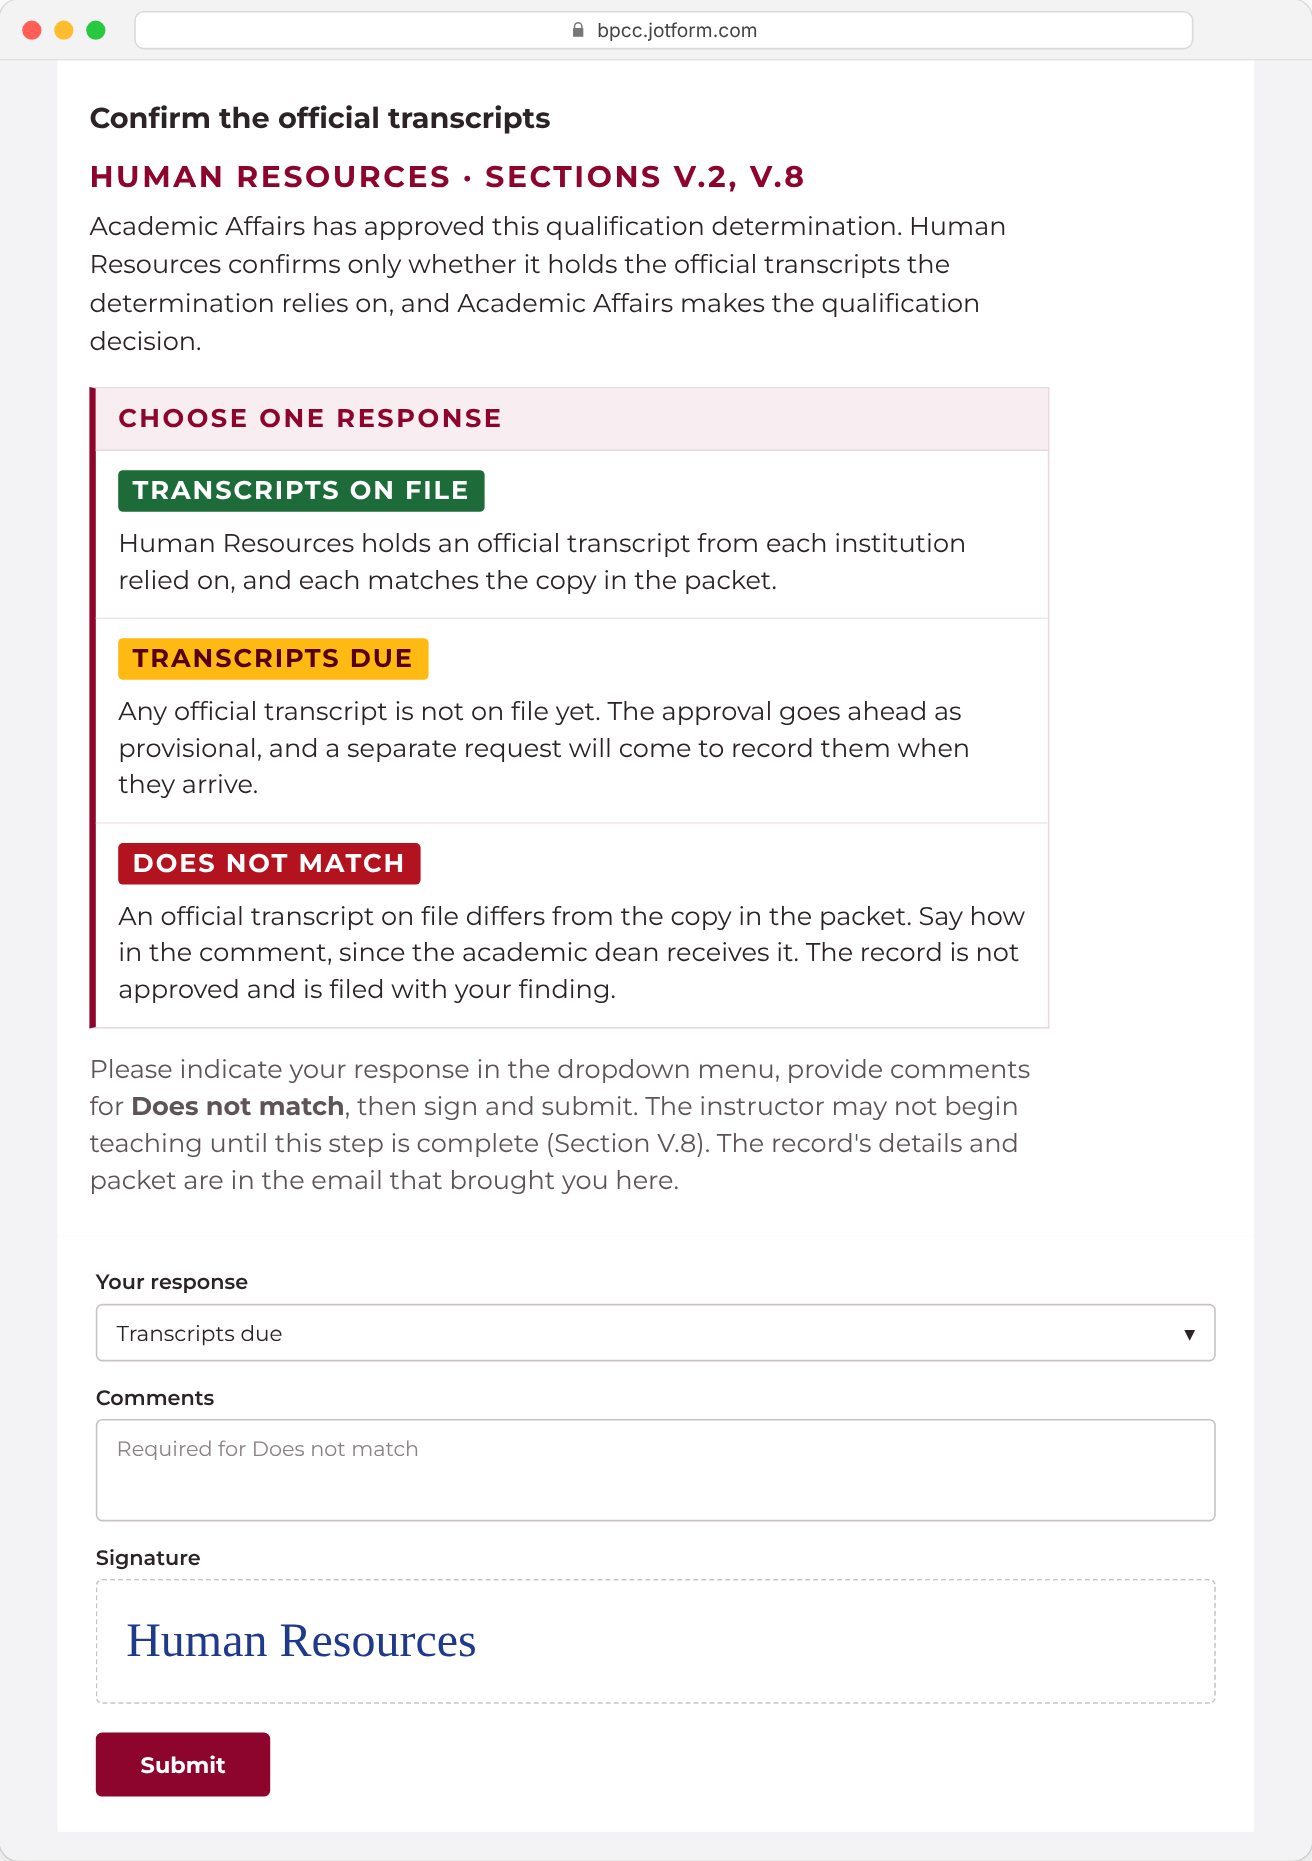 bpcc.jotform.com
Confirm the official transcripts
HUMAN RESOURCES · SECTIONS V.2, V.8
Academic Affairs has approved this qualification determination. Human
Resources confirms only whether it holds the official transcripts the
determination relies on, and Academic Affairs makes the qualification
decision.
CHOOSE ONE RESPONSE
TRANSCRIPTS ON FILE
Human Resources holds an official transcript from each institution
relied on, and each matches the copy in the packet.
TRANSCRIPTS DUE
Any official transcript is not on file yet. The approval goes ahead as
provisional, and a separate request will come to record them when
they arrive.
DOES NOT MATCH
An official transcript on file differs from the copy in the packet. Say how
in the comment, since the academic dean receives it. The record is not
approved and is filed with your finding.
Please indicate your response in the dropdown menu, provide comments
for Does not match, then sign and submit. The instructor may not begin
teaching until this step is complete (Section V.8). The record's details and
packet are in the email that brought you here.
Your response
Transcripts due
Comments
Required for Does not match
Signature
Human Resources
Submit